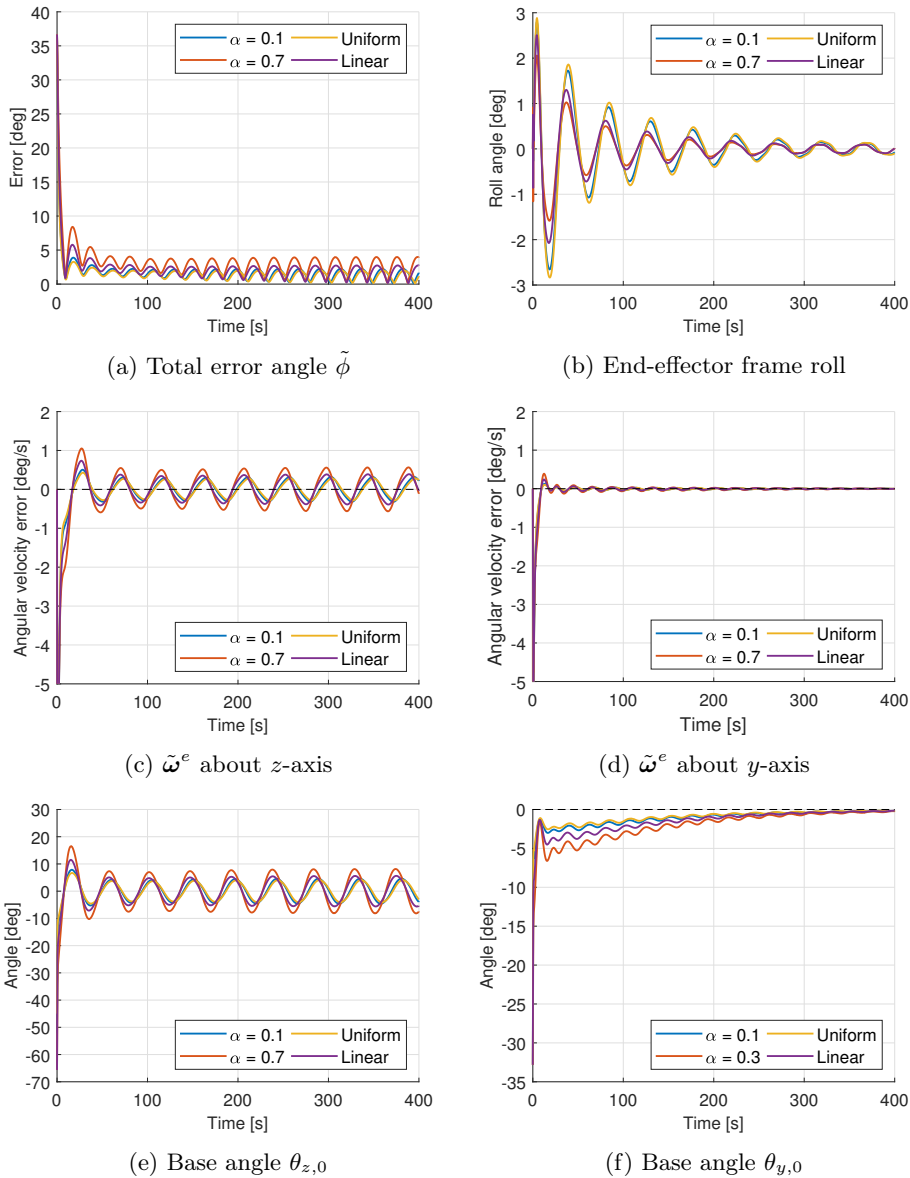 40
35
30
25
20
15
10
5
0
Error [deg]
α = 0.1 Uniform
α = 0.7 Linear
0 100 200 300 400
Time [s]
(a) Total error angle ϕ̃
3
2
1
0
-1
-2
-3
Roll angle [deg]
α = 0.1 Uniform
α = 0.7 Linear
0 100 200 300 400
Time [s]
(b) End-effector frame roll
2
1
0
-1
-2
-3
-4
-5
Angular velocity error [deg/s]
α = 0.1 Uniform
α = 0.7 Linear
0 100 200 300 400
Time [s]
(c) ω̃ᵉ about z-axis
2
1
0
-1
-2
-3
-4
-5
Angular velocity error [deg/s]
α = 0.1 Uniform
α = 0.7 Linear
0 100 200 300 400
Time [s]
(d) ω̃ᵉ about y-axis
30
20
10
0
-10
-20
-30
-40
-50
-60
-70
Angle [deg]
α = 0.1 Uniform
α = 0.7 Linear
0 100 200 300 400
Time [s]
(e) Base angle θz,0
0
-5
-10
-15
-20
-25
-30
-35
Angle [deg]
α = 0.1 Uniform
α = 0.3 Linear
0 100 200 300 400
Time [s]
(f) Base angle θy,0